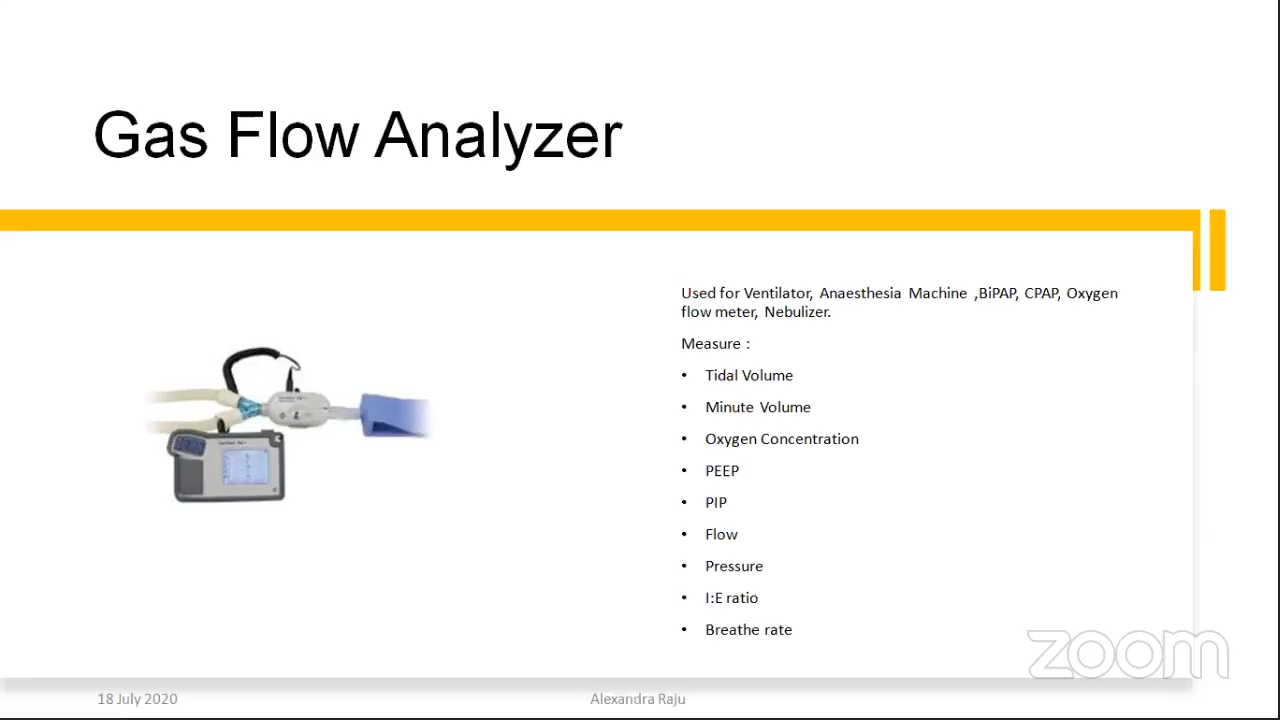 Gas Flow Analyzer
Used for Ventilator, Anaesthesia Machine ,BiPAP, CPAP, Oxygen
flow meter, Nebulizer.
Measure :
• Tidal Volume
• Minute Volume
• Oxygen Concentration
• PEEP
• PIP
• Flow
• Pressure
• I:E ratio
• Breathe rate
zoom
18 July 2020
Alexandra Raju